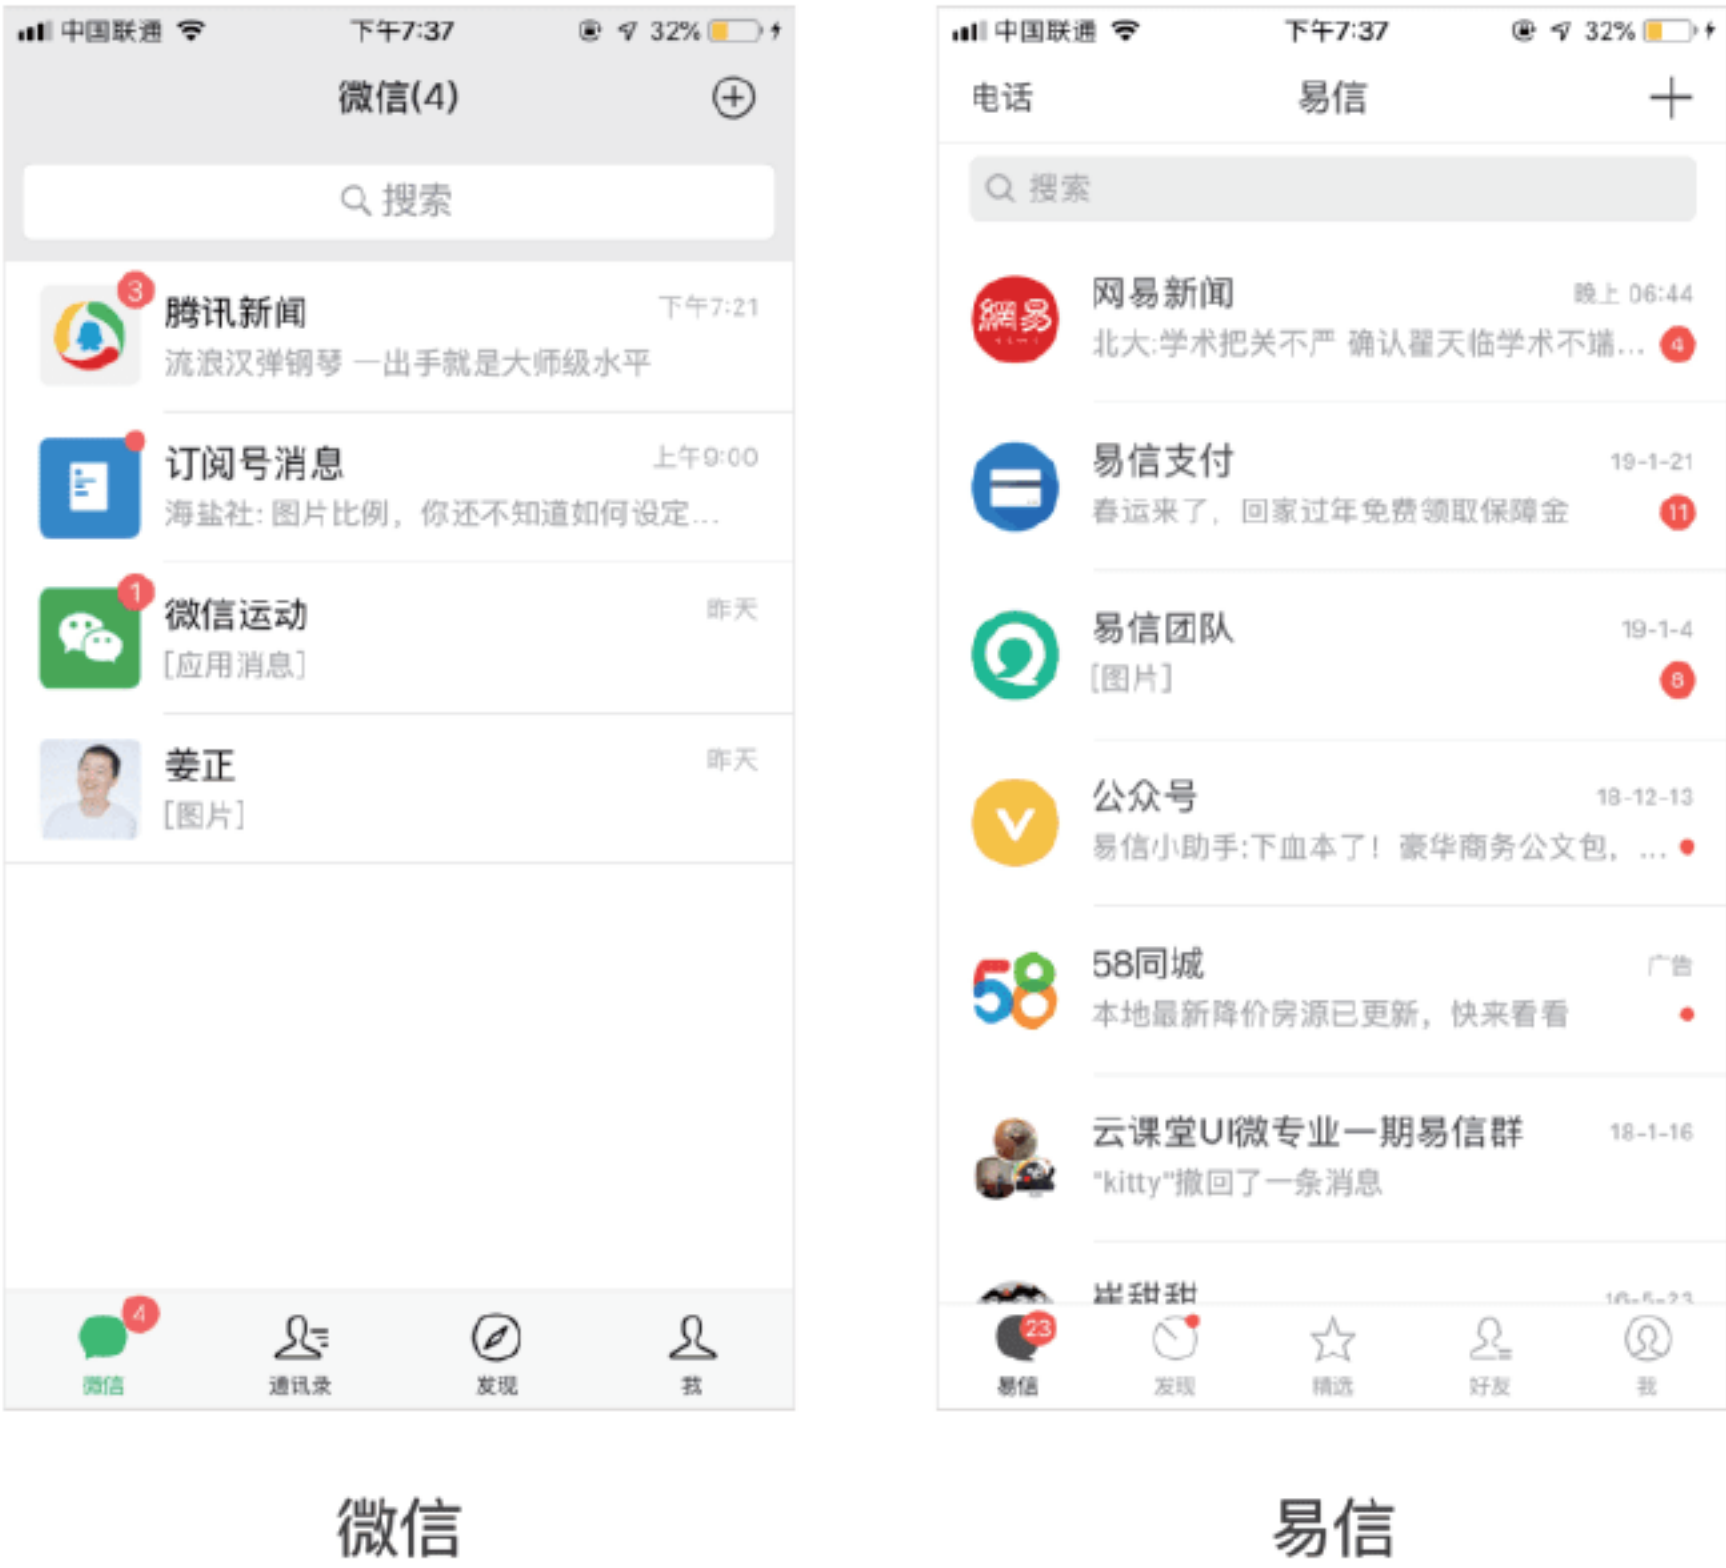 中国联通
下午7:37
32%
微信(4)
搜索
3
腾讯新闻
下午7:21
流浪汉弹钢琴 一出手就是大师级水平
订阅号消息
上午9:00
海盐社: 图片比例，你还不知道如何设定...
1
微信运动
昨天
[应用消息]
姜正
昨天
[图片]
4
微信
通讯录
发现
我
微信
中国联通
下午7:37
32%
电话
易信
搜索
網易
网易新闻
晚上 06:44
北大:学术把关不严 确认翟天临学术不端...
4
易信支付
19-1-21
春运来了，回家过年免费领取保障金
11
易信团队
19-1-4
[图片]
8
公众号
18-12-13
易信小助手:下血本了！豪华商务公文包，...
58
58同城
广告
本地最新降价房源已更新，快来看看
云课堂UI微专业一期易信群
18-1-16
"kitty"撤回了一条消息
崔甜甜
16-5-23
23
易信
发现
精选
好友
我
易信